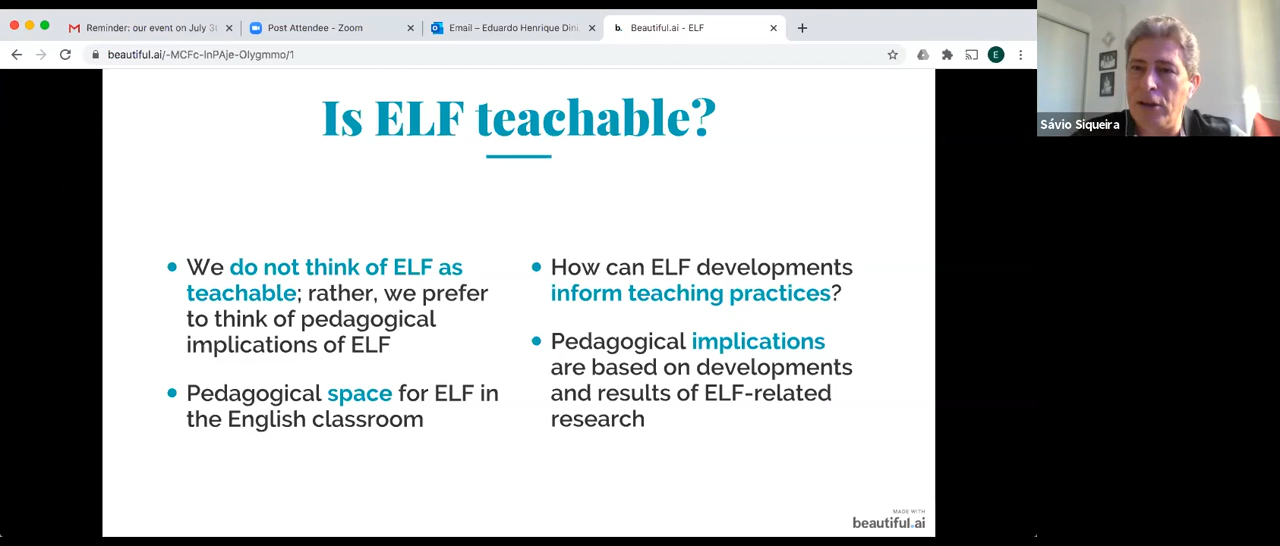 Reminder: our event on July 30
Post Attendee - Zoom
Email – Eduardo Henrique Dini
Beautiful.ai - ELF
beautiful.ai/-MCFc-InPAje-Olygmmo/1
E
Sávio Siqueira
Is ELF teachable?
We do not think of ELF as
teachable; rather, we prefer
to think of pedagogical
implications of ELF
Pedagogical space for ELF in
the English classroom
How can ELF developments
inform teaching practices?
Pedagogical implications
are based on developments
and results of ELF-related
research
MADE WITH
beautiful.ai